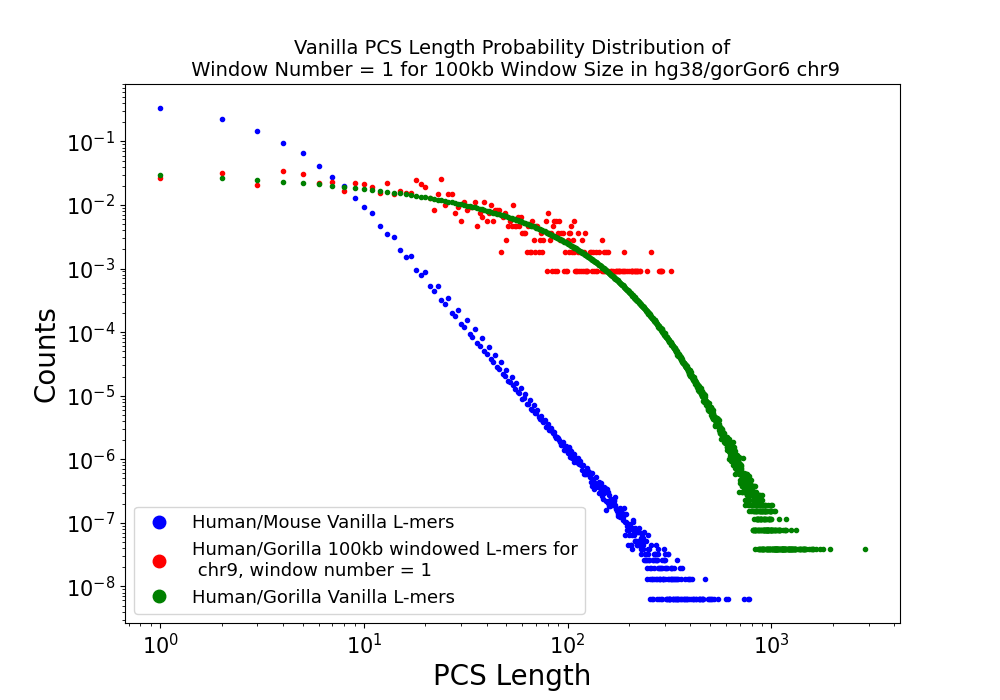 Vanilla PCS Length Probability Distribution of
Window Number = 1 for 100kb Window Size in hg38/gorGor6 chr9
10⁻¹
10⁻²
10⁻³
10⁻⁴
10⁻⁵
10⁻⁶
10⁻⁷
10⁻⁸
Counts
Human/Mouse Vanilla L-mers
Human/Gorilla 100kb windowed L-mers for
chr9, window number = 1
Human/Gorilla Vanilla L-mers
10⁰ 10¹ 10² 10³
PCS Length